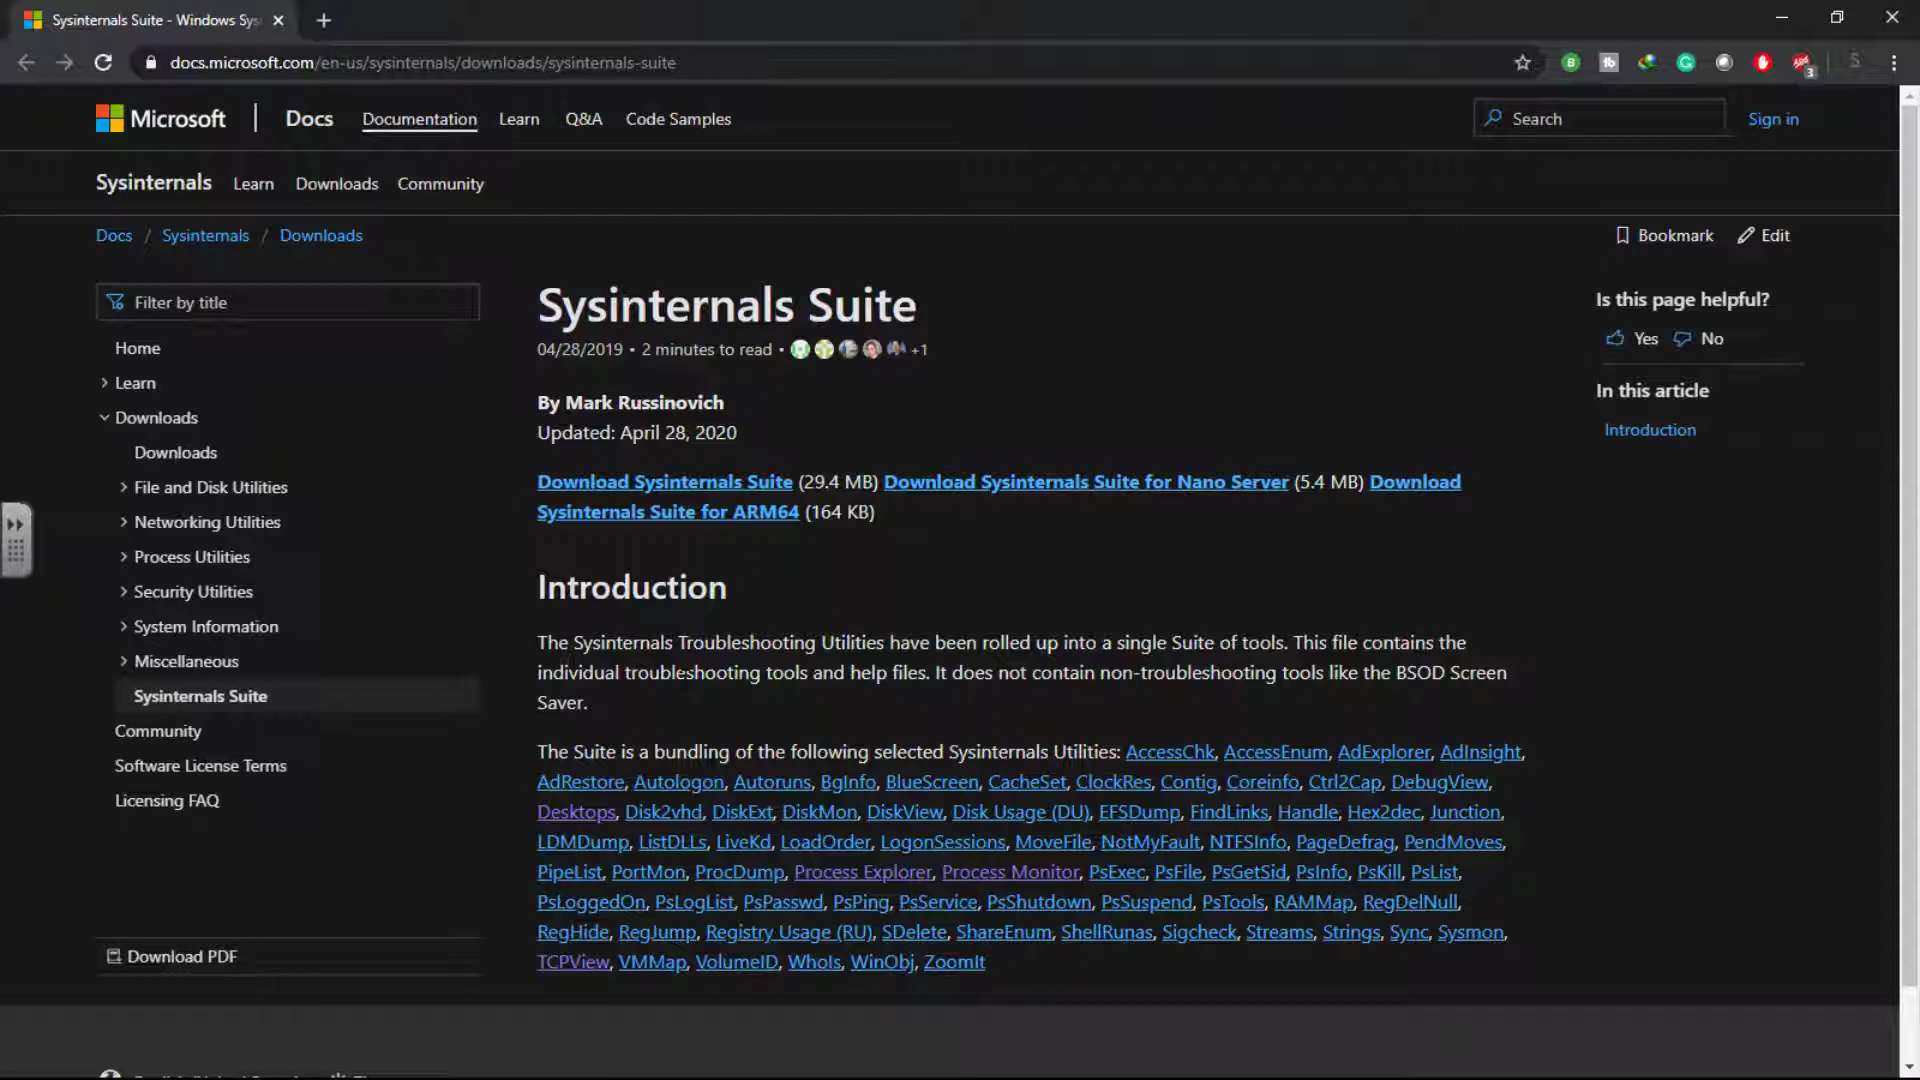 Sysinternals Suite - Windows Sys
docs.microsoft.com/en-us/sysinternals/downloads/sysinternals-suite
3
Microsoft
Docs
Documentation
Learn
Q&A
Code Samples
Search
Sign in
Sysinternals
Learn
Downloads
Community
Docs / Sysinternals / Downloads
Bookmark
Edit
Filter by title
Home
Learn
Downloads
Downloads
File and Disk Utilities
Networking Utilities
Process Utilities
Security Utilities
System Information
Miscellaneous
Sysinternals Suite
Community
Software License Terms
Licensing FAQ
Download PDF
Sysinternals Suite
04/28/2019 • 2 minutes to read • +1
By Mark Russinovich
Updated: April 28, 2020
Download Sysinternals Suite (29.4 MB) Download Sysinternals Suite for Nano Server (5.4 MB) Download
Sysinternals Suite for ARM64 (164 KB)
Introduction
The Sysinternals Troubleshooting Utilities have been rolled up into a single Suite of tools. This file contains the
individual troubleshooting tools and help files. It does not contain non-troubleshooting tools like the BSOD Screen
Saver.
The Suite is a bundling of the following selected Sysinternals Utilities: AccessChk, AccessEnum, AdExplorer, AdInsight,
AdRestore, Autologon, Autoruns, BgInfo, BlueScreen, CacheSet, ClockRes, Contig, Coreinfo, Ctrl2Cap, DebugView,
Desktops, Disk2vhd, DiskExt, DiskMon, DiskView, Disk Usage (DU), EFSDump, FindLinks, Handle, Hex2dec, Junction,
LDMDump, ListDLLs, LiveKd, LoadOrder, LogonSessions, MoveFile, NotMyFault, NTFSInfo, PageDefrag, PendMoves,
PipeList, PortMon, ProcDump, Process Explorer, Process Monitor, PsExec, PsFile, PsGetSid, PsInfo, PsKill, PsList,
PsLoggedOn, PsLogList, PsPasswd, PsPing, PsService, PsShutdown, PsSuspend, PsTools, RAMMap, RegDelNull,
RegHide, RegJump, Registry Usage (RU), SDelete, ShareEnum, ShellRunas, Sigcheck, Streams, Strings, Sync, Sysmon,
TCPView, VMMap, VolumeID, WhoIs, WinObj, ZoomIt
Is this page helpful?
Yes
No
In this article
Introduction